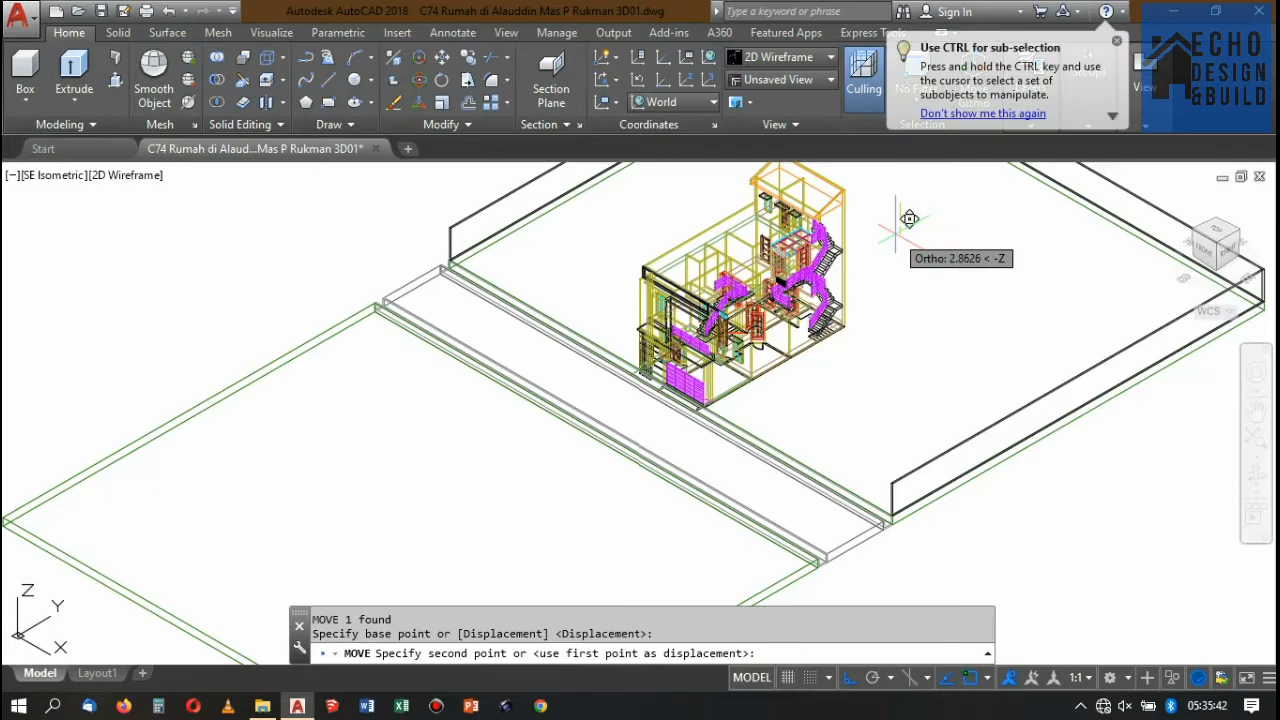 Autodesk AutoCAD 2018 C74 Rumah di Alauddin Mas P Rukman 3D01.dwg
Type a keyword or phrase
Sign In
Home Solid Surface Mesh Visualize Parametric Insert Annotate View Manage Output Add-ins A360 Featured Apps Express Tools
Box
Extrude
Smooth
Object
Section
Plane
2D Wireframe
Unsaved View
World
Culling
Modeling
Mesh
Solid Editing
Draw
Modify
Section
Coordinates
View
Selection
View
Use CTRL for sub-selection
Press and hold the CTRL key and use
the cursor to select a set of
subobjects to manipulate.
Don't show me this again
ECHO
DESIGN
&BUILD
Start
C74 Rumah di Alaud...Mas P Rukman 3D01*
[−][SE Isometric][2D Wireframe]
Ortho: 2.8626 < -Z
TOP
FRONT
WCS
Z
Y
X
MOVE 1 found
Specify base point or [Displacement] <Displacement>:
MOVE Specify second point or <use first point as displacement>:
Model Layout1
MODEL
1:1
05:35:42